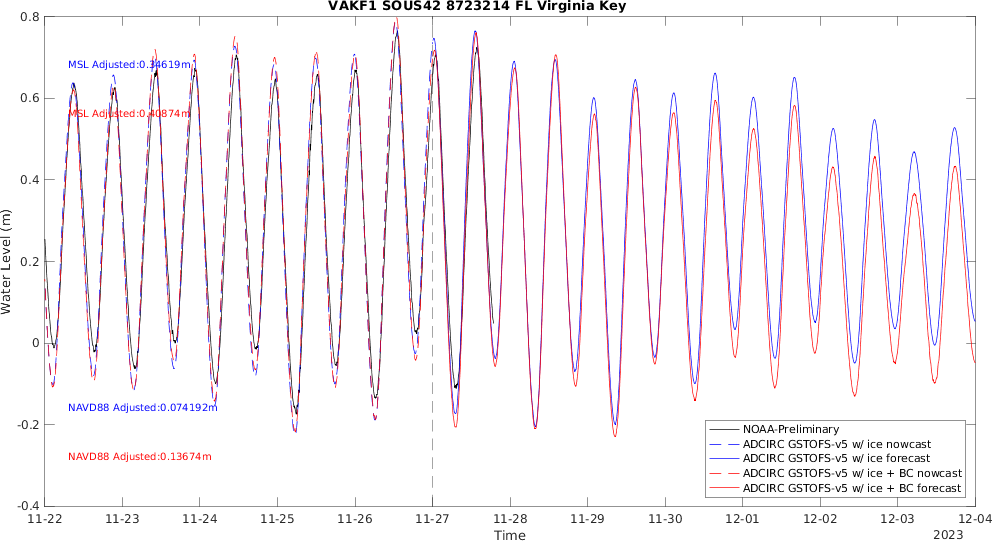 VAKF1 SOUS42 8723214 FL Virginia Key
0.8
0.6
0.4
0.2
0
-0.2
-0.4
Water Level (m)
MSL Adjusted:0.34619m
MSL Adjusted:0.40874m
NAVD88 Adjusted:0.074192m
NAVD88 Adjusted:0.13674m
NOAA-Preliminary
ADCIRC GSTOFS-v5 w/ ice nowcast
ADCIRC GSTOFS-v5 w/ ice forecast
ADCIRC GSTOFS-v5 w/ ice + BC nowcast
ADCIRC GSTOFS-v5 w/ ice + BC forecast
11-22 11-23 11-24 11-25 11-26 11-27 11-28 11-29 11-30 12-01 12-02 12-03 12-04
Time
2023